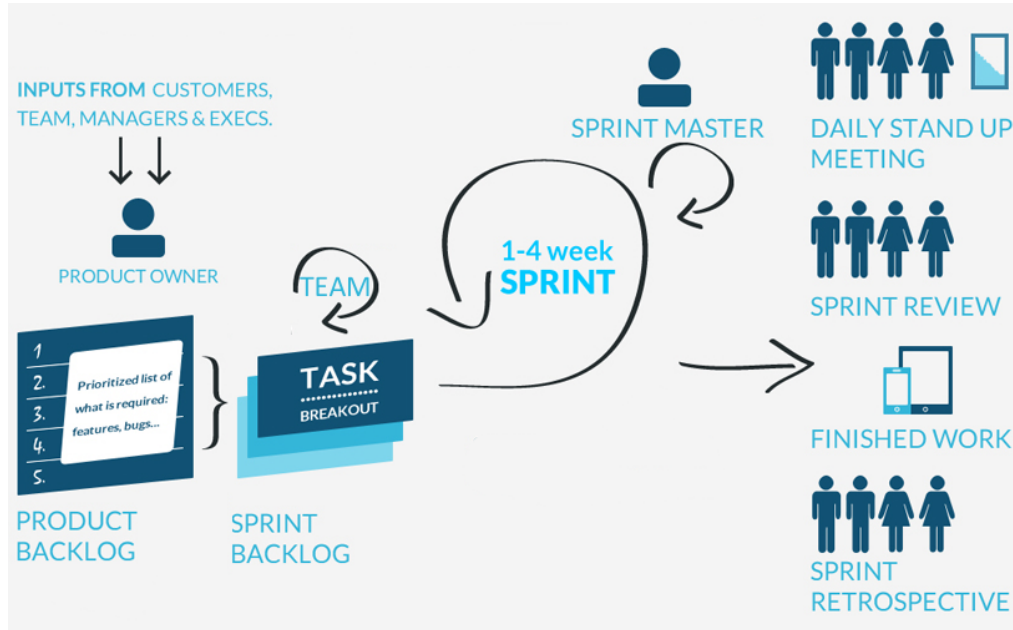 INPUTS FROM CUSTOMERS,
TEAM, MANAGERS & EXECS.
PRODUCT OWNER
1
2.
3.
4.
5.
Prioritized list of
what is required:
features, bugs...
PRODUCT
BACKLOG
TEAM
TASK
BREAKOUT
SPRINT
BACKLOG
1-4 week
SPRINT
SPRINT MASTER
DAILY STAND UP
MEETING
SPRINT REVIEW
FINISHED WORK
SPRINT
RETROSPECTIVE